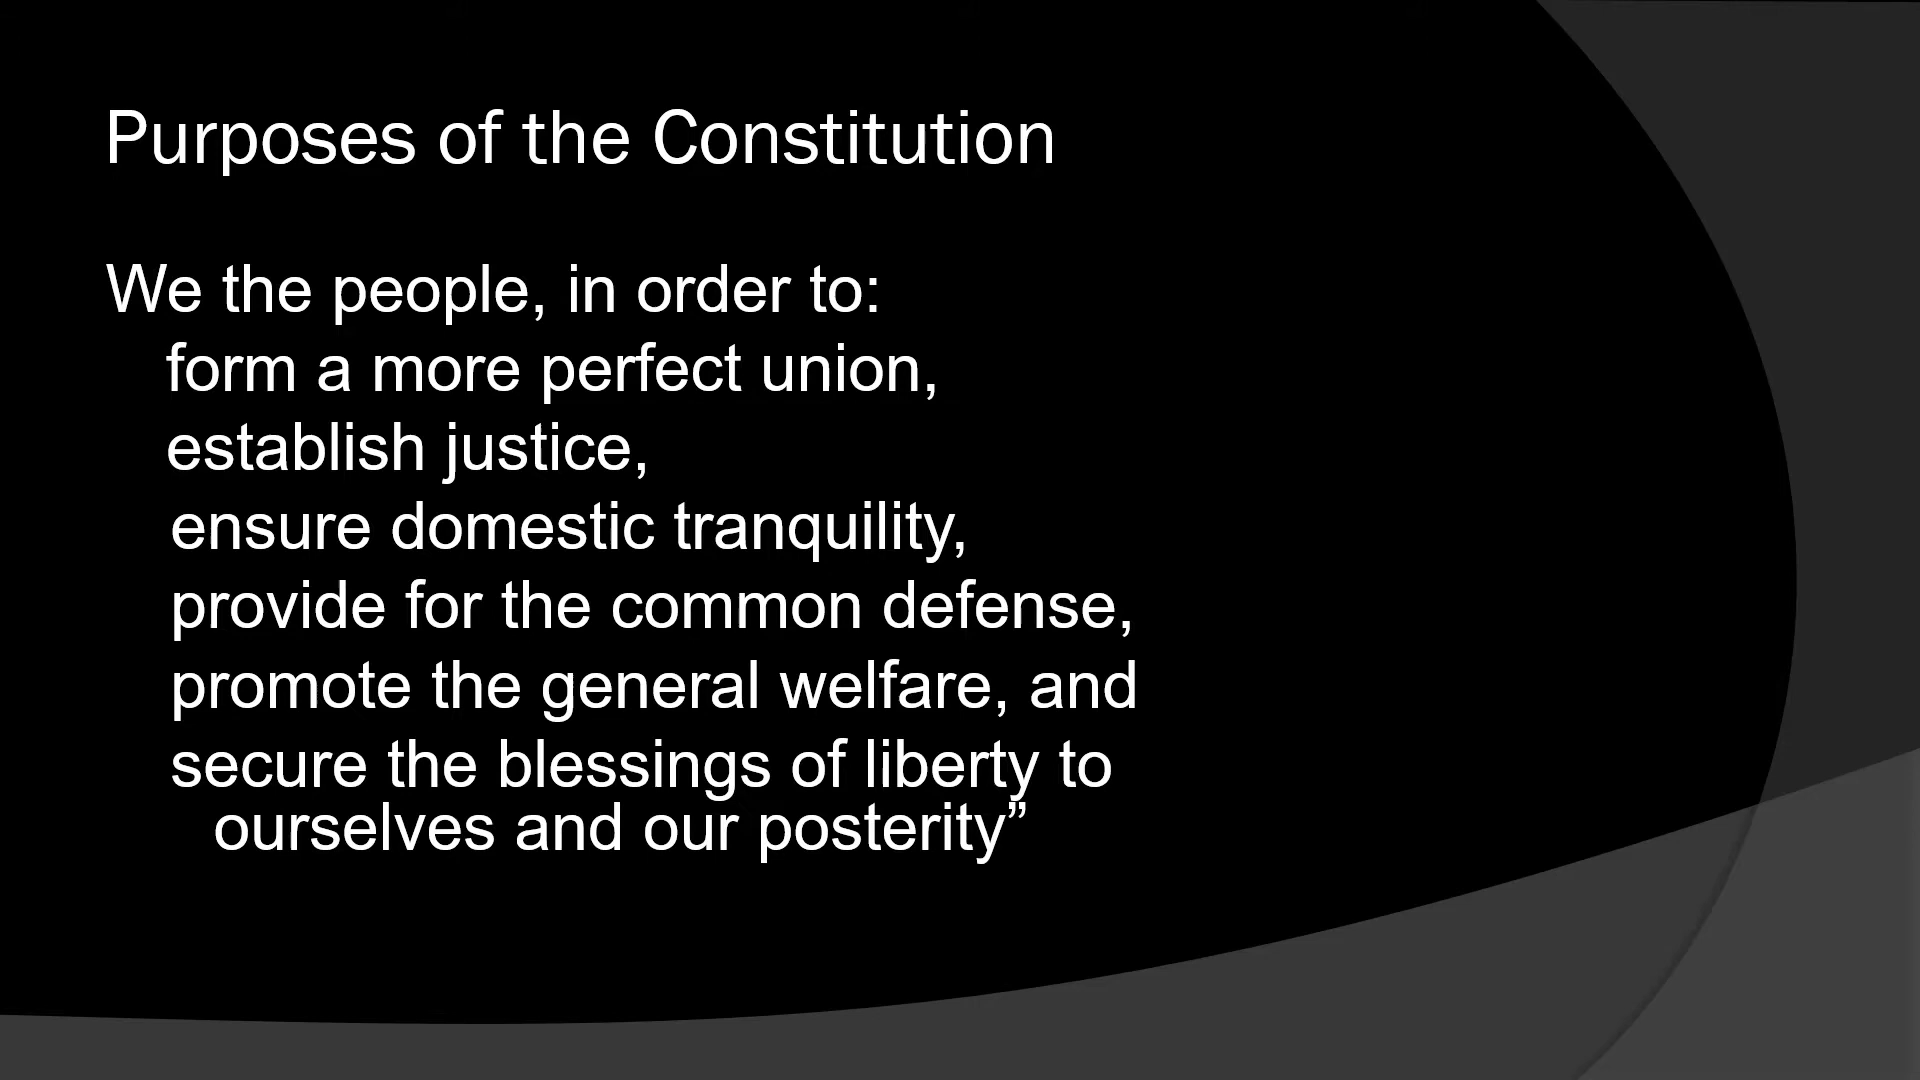 Purposes of the Constitution
We the people, in order to:
form a more perfect union,
establish justice,
ensure domestic tranquility,
provide for the common defense,
promote the general welfare, and
secure the blessings of liberty to
ourselves and our posterity”